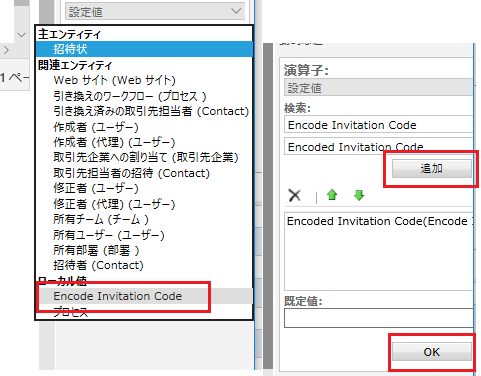 設定値
主エンティティ
招待状
関連エンティティ
Web サイト (Web サイト)
引き換えのワークフロー (プロセス )
引き換え済みの取引先担当者 (Contact)
作成者 (ユーザー)
作成者 (代理) (ユーザー)
取引先企業への割り当て (取引先企業)
取引先担当者の招待 (Contact)
修正者 (ユーザー)
修正者 (代理) (ユーザー)
所有チーム (チーム )
所有ユーザー (ユーザー)
所有部署 (部署 )
招待者 (Contact)
ローカル値
Encode Invitation Code
プロセス
1 ペー
演算子:
設定値
検索:
Encode Invitation Code
Encoded Invitation Code
追加
Encoded Invitation Code(Encode I
既定値:
OK